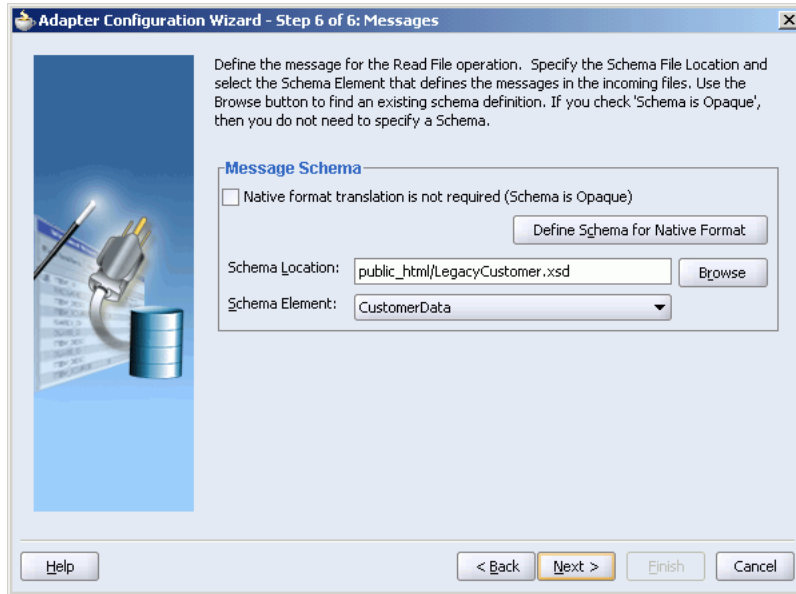 Adapter Configuration Wizard - Step 6 of 6: Messages
Define the message for the Read File operation. Specify the Schema File Location and
select the Schema Element that defines the messages in the incoming files. Use the
Browse button to find an existing schema definition. If you check 'Schema is Opaque',
then you do not need to specify a Schema.
Message Schema
Native format translation is not required (Schema is Opaque)
Define Schema for Native Format
Schema Location: public_html/LegacyCustomer.xsd Browse
Schema Element: CustomerData
Help < Back Next > Finish Cancel